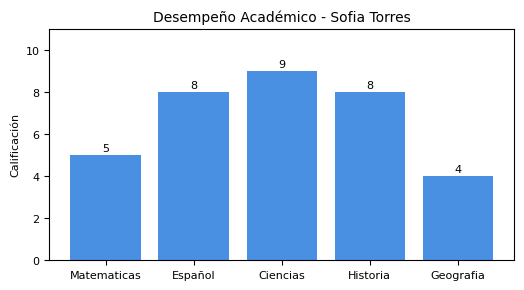 Desempeño Académico - Sofia Torres
Calificación
10
8
6
4
2
0
5
8
9
8
4
Matematicas
Español
Ciencias
Historia
Geografia